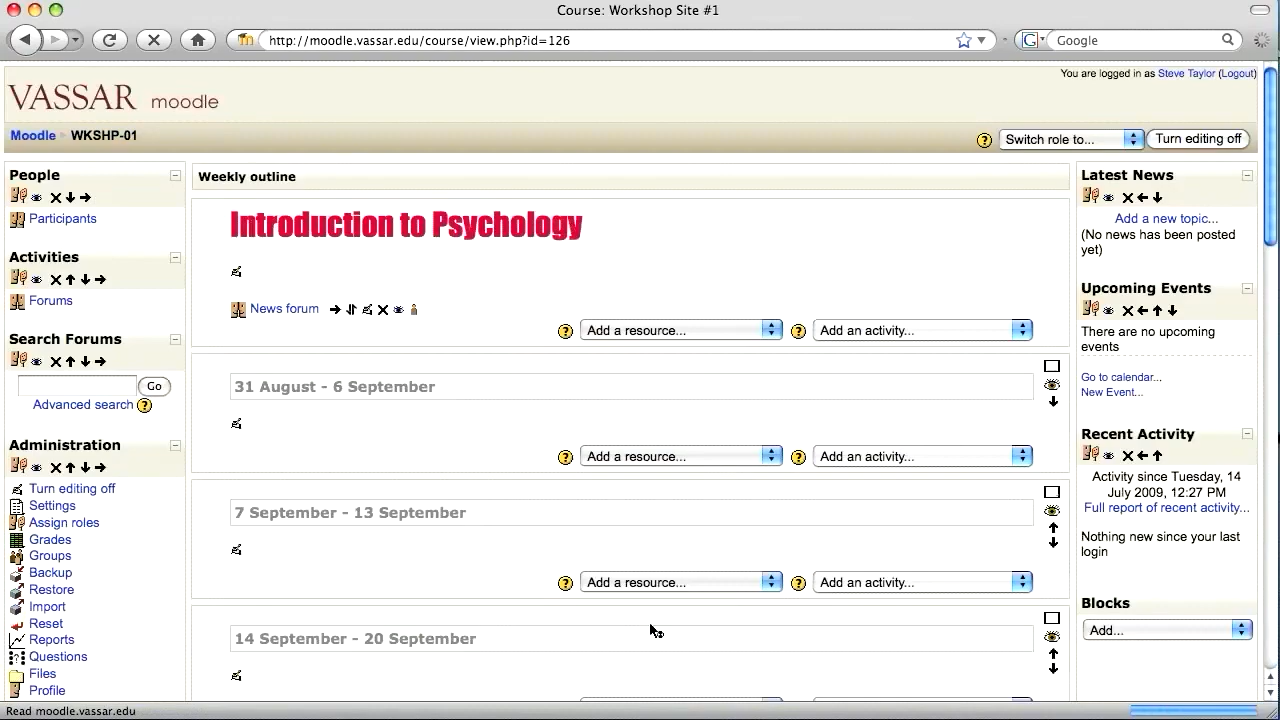 Course: Workshop Site #1
http://moodle.vassar.edu/course/view.php?id=126
Google
You are logged in as Steve Taylor (Logout)
VASSAR moodle
Moodle WKSHP-01
Switch role to...
Turn editing off
People
Participants
Activities
Forums
Search Forums
Go
Advanced search
Administration
Turn editing off
Settings
Assign roles
Grades
Groups
Backup
Restore
Import
Reset
Reports
Questions
Files
Profile
Weekly outline
Introduction to Psychology
News forum
Add a resource... Add an activity...
31 August - 6 September
Add a resource... Add an activity...
7 September - 13 September
Add a resource... Add an activity...
14 September - 20 September
Latest News
Add a new topic...
(No news has been posted
yet)
Upcoming Events
There are no upcoming
events
Go to calendar...
New Event...
Recent Activity
Activity since Tuesday, 14
July 2009, 12:27 PM
Full report of recent activity...
Nothing new since your last
login
Blocks
Add...
Read moodle.vassar.edu